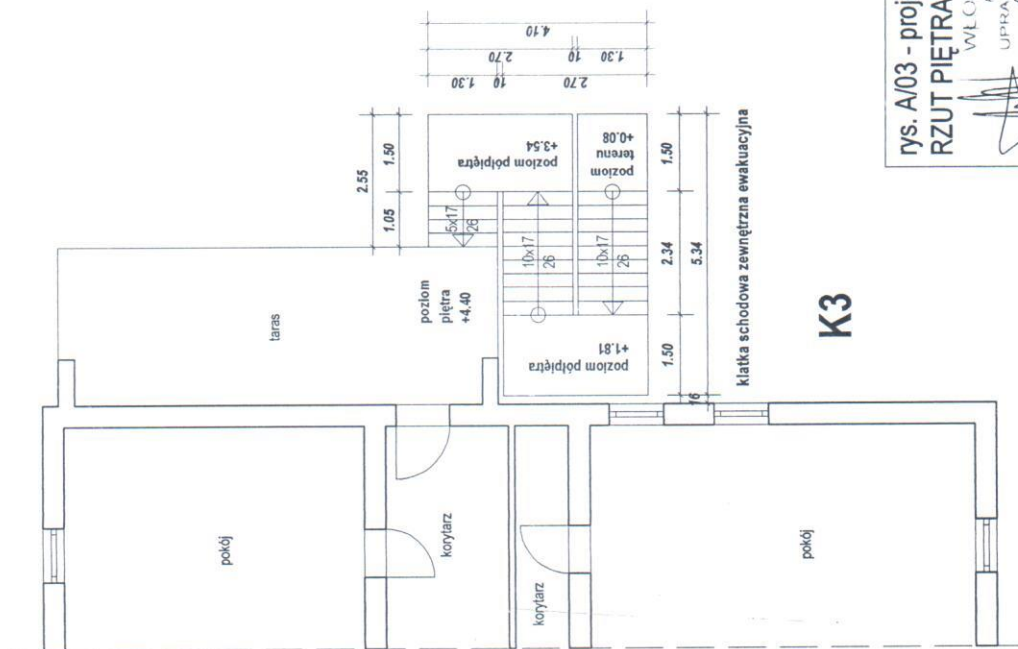 4.10
2.70
10
1.30
1.30
10
2.70
2.55
1.05
1.50
poziom półpiętra
+3.54
poziom
terenu
+0.08
5x17
26
10x17
26
10x17
26
1.50
2.34
1.50
5.34
16
poziom
piętra
+4.40
taras
poziom półpiętra
+1.81
klatka schodowa zewnętrzna ewakuacyjna
K3
pokój
korytarz
korytarz
pokój
rys. A/03 - proj
RZUT PIĘTRA
UPRA